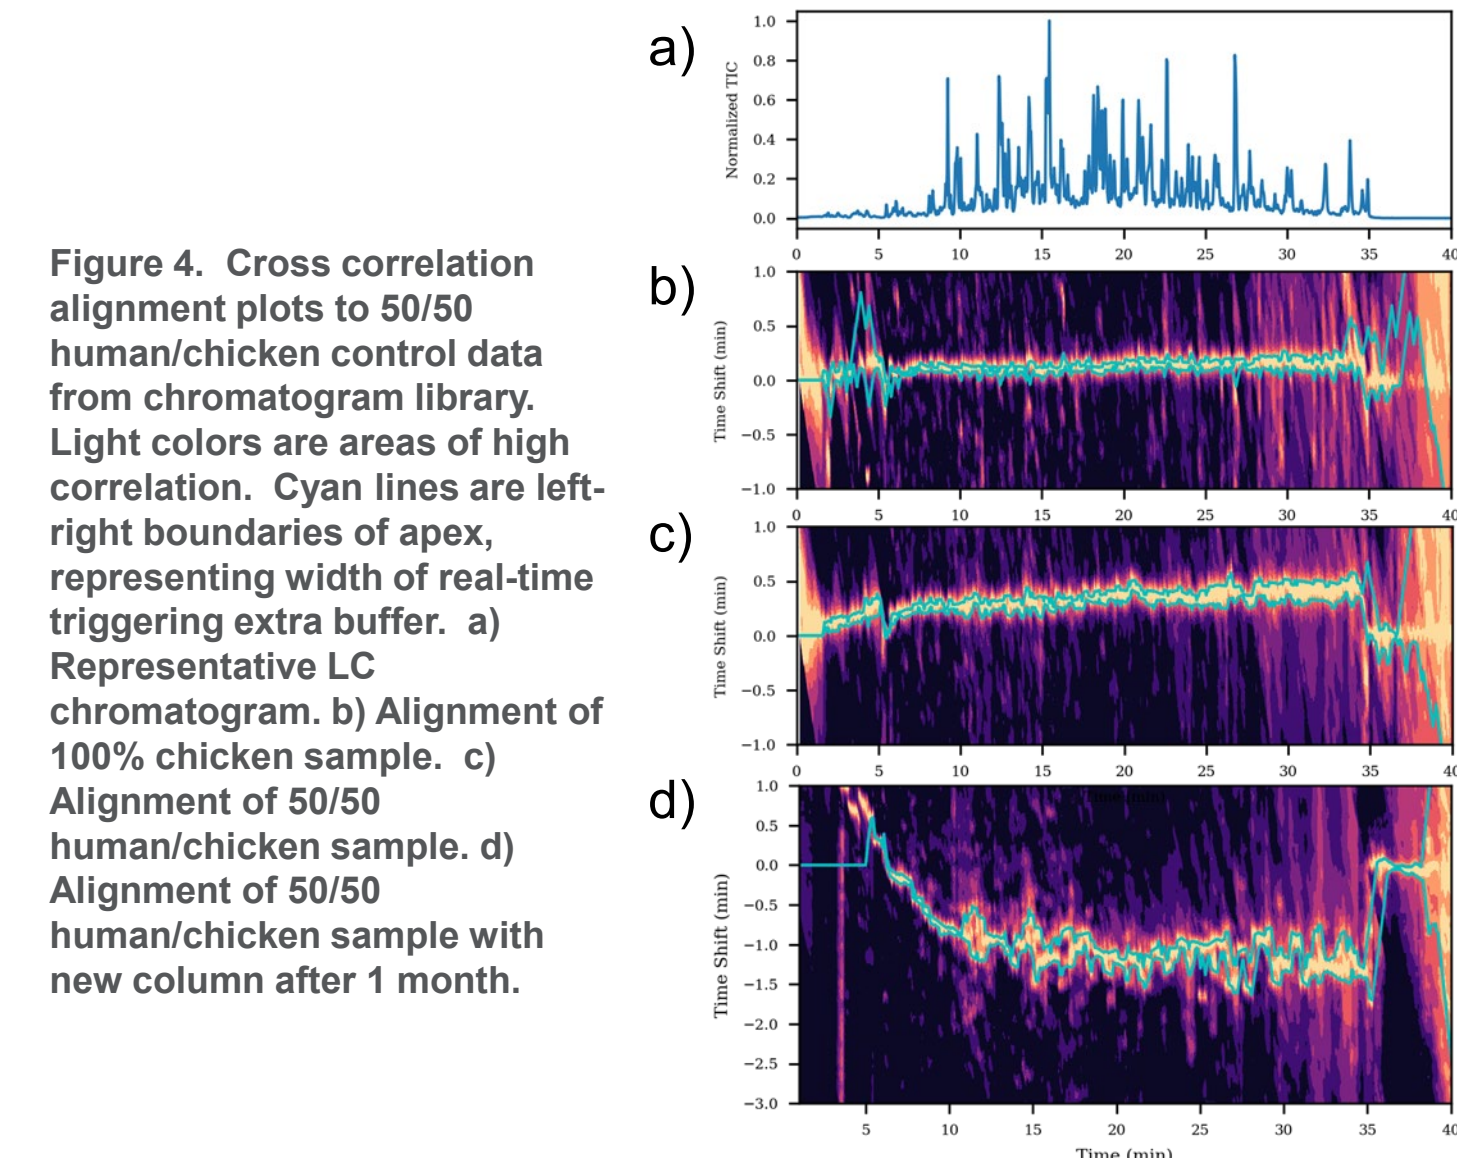 Figure 4.  Cross correlation
alignment plots to 50/50
human/chicken control data
from chromatogram library.
Light colors are areas of high
correlation.  Cyan lines are left-
right boundaries of apex,
representing width of real-time
triggering extra buffer.  a)
Representative LC
chromatogram. b) Alignment of
100% chicken sample.  c)
Alignment of 50/50
human/chicken sample. d)
Alignment of 50/50
human/chicken sample with
new column after 1 month.
a)
Normalized TIC
1.0
0.8
0.6
0.4
0.2
0.0
0 5 10 15 20 25 30 35 40
b)
Time Shift (min)
1.0
0.5
0.0
−0.5
−1.0
0 5 10 15 20 25 30 35 40
c)
Time Shift (min)
1.0
0.5
0.0
−0.5
−1.0
0 5 10 15 20 25 30 35 40
d)
Time (min)
Time Shift (min)
1.0
0.5
0.0
−0.5
−1.0
−1.5
−2.0
−2.5
−3.0
5 10 15 20 25 30 35 40
Time (min)